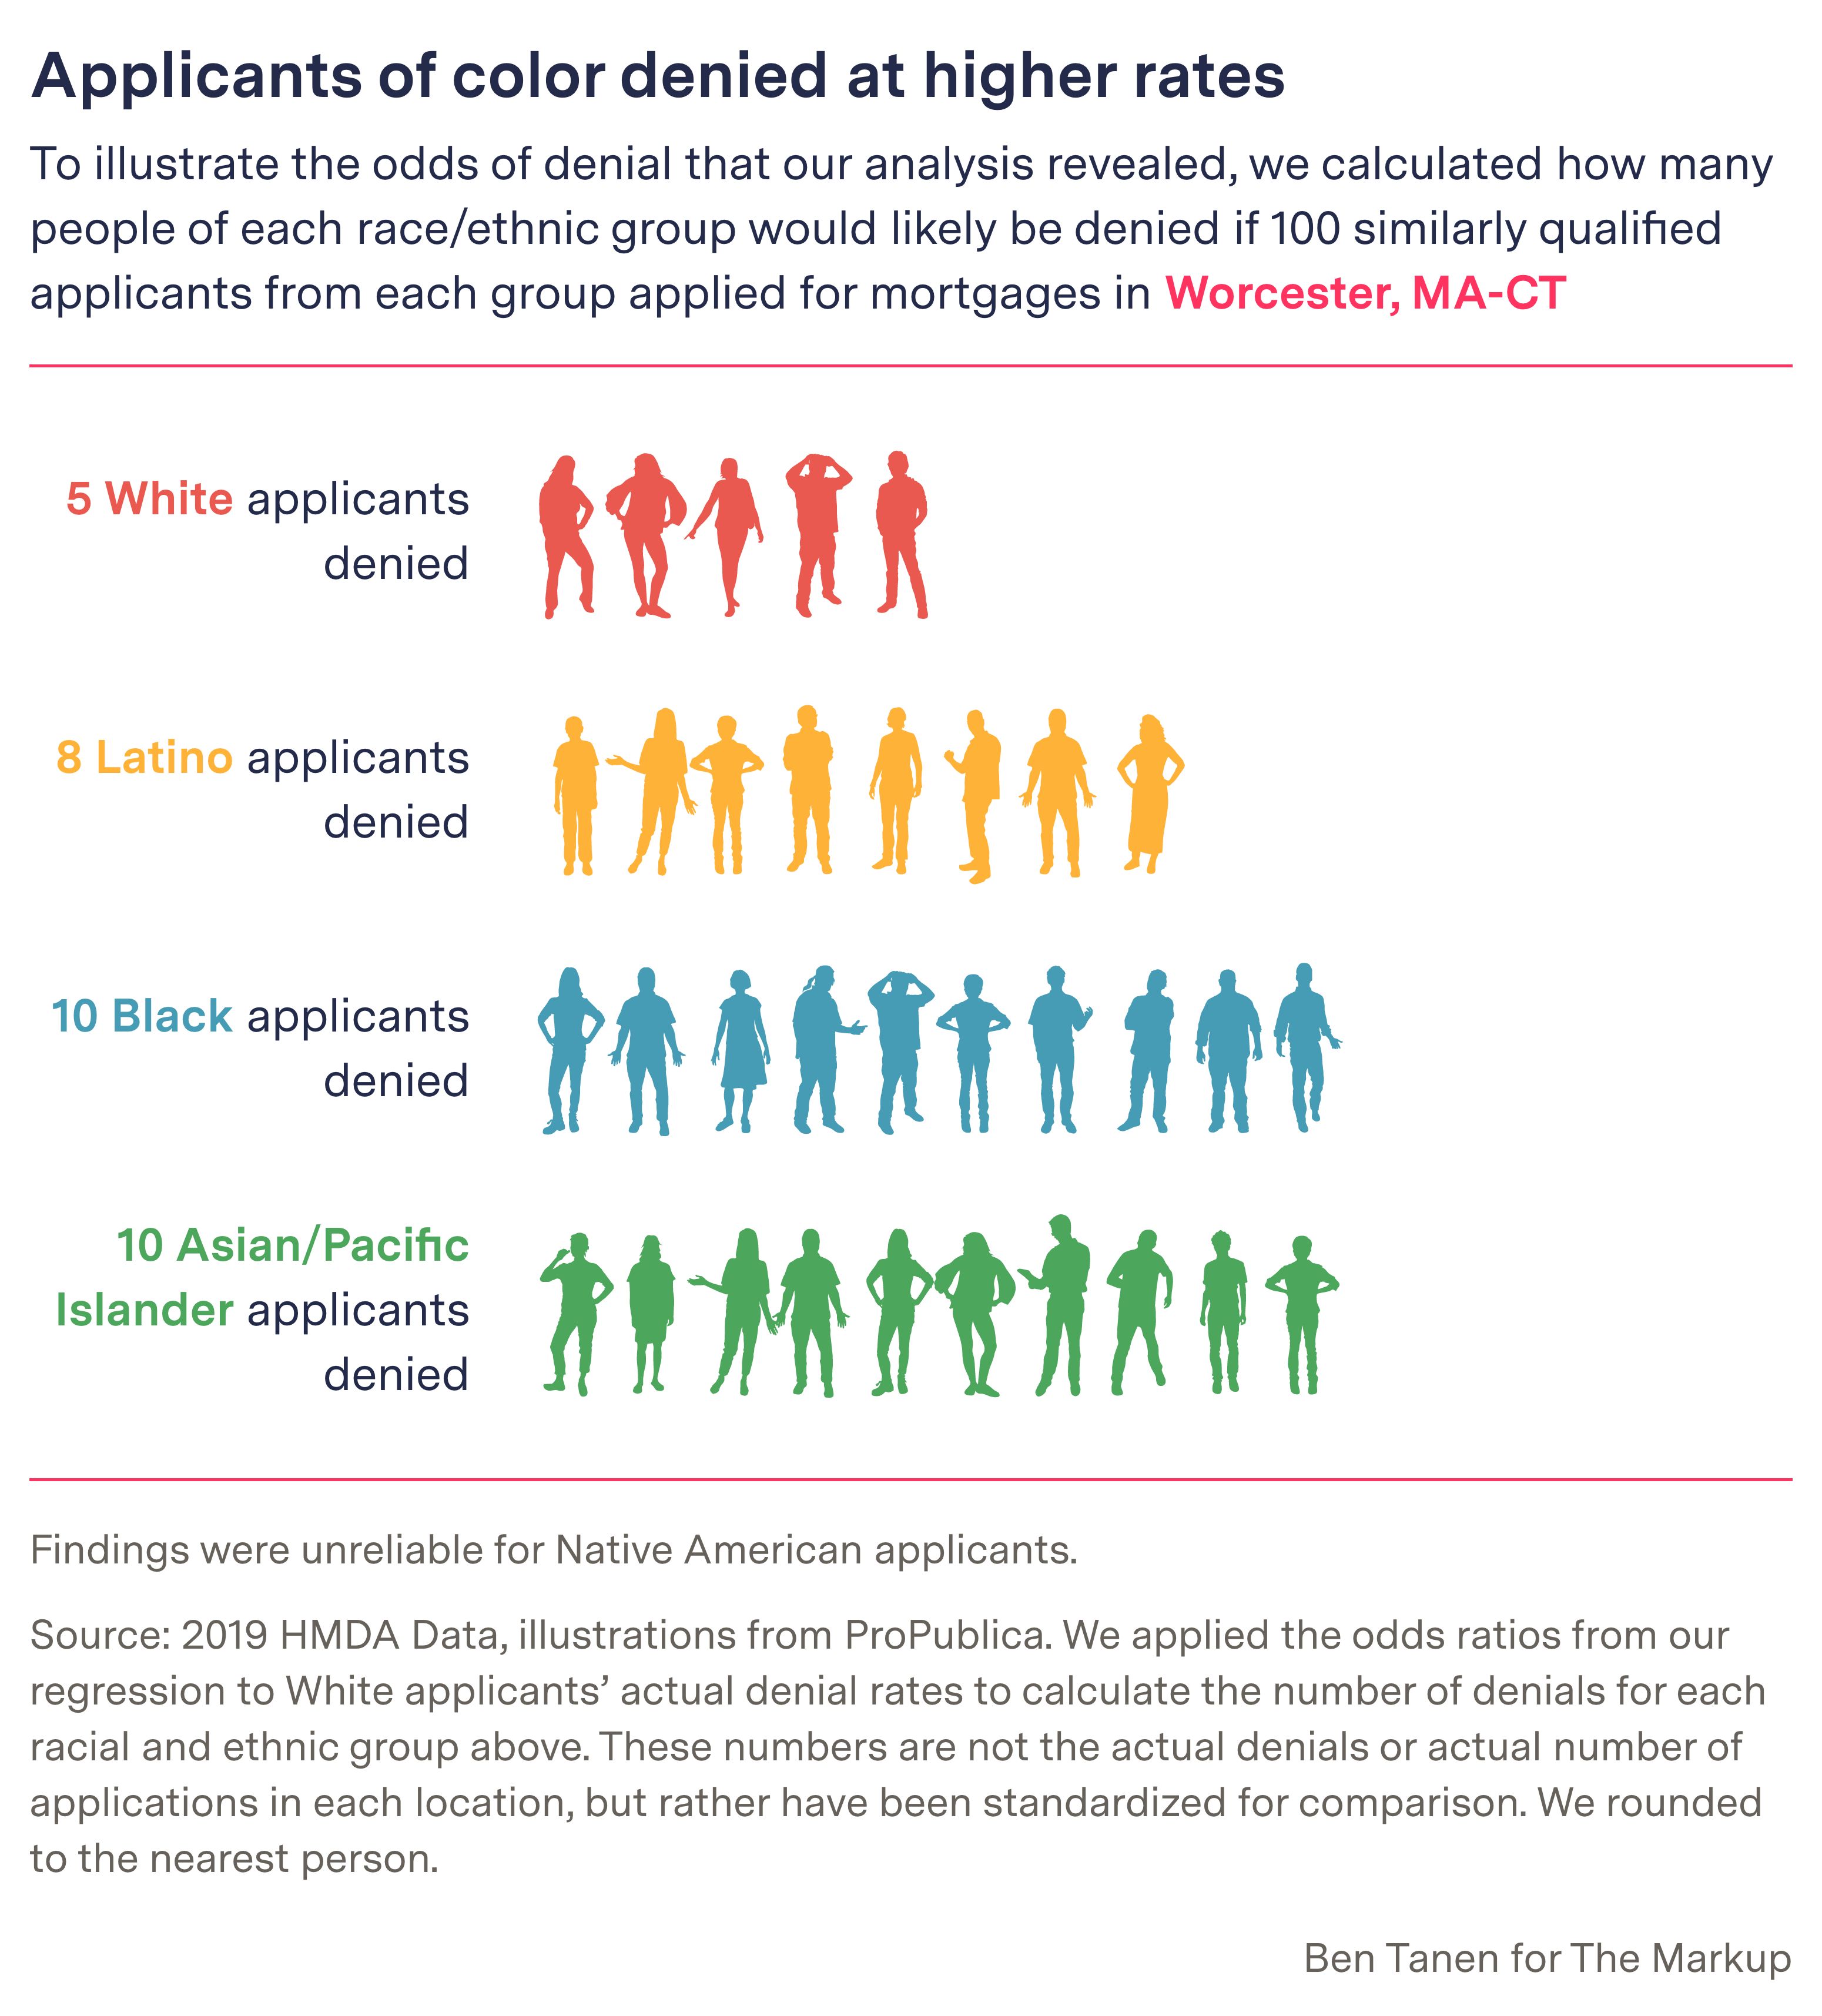 Applicants of color denied at higher rates
To illustrate the odds of denial that our analysis revealed, we calculated how many
people of each race/ethnic group would likely be denied if 100 similarly qualified
applicants from each group applied for mortgages in Worcester, MA-CT
5 White applicants
denied
8 Latino applicants
denied
10 Black applicants
denied
10 Asian/Pacific
Islander applicants
denied
Findings were unreliable for Native American applicants.
Source: 2019 HMDA Data, illustrations from ProPublica. We applied the odds ratios from our
regression to White applicants’ actual denial rates to calculate the number of denials for each
racial and ethnic group above. These numbers are not the actual denials or actual number of
applications in each location, but rather have been standardized for comparison. We rounded
to the nearest person.
Ben Tanen for The Markup